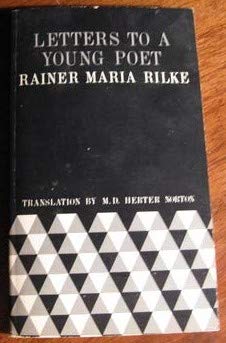 LETTERS TO A
YOUNG POET
RAINER MARIA RILKE
TRANSLATION BY M.D. HERTER NORTON